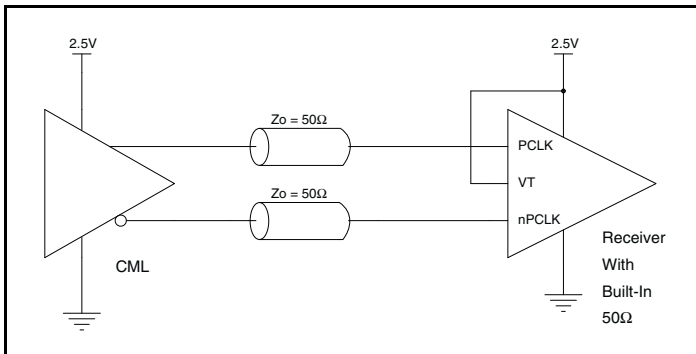 2.5V
2.5V
Zo = 50Ω
PCLK
VT
Zo = 50Ω
nPCLK
CML
Receiver
With
Built-In
50Ω